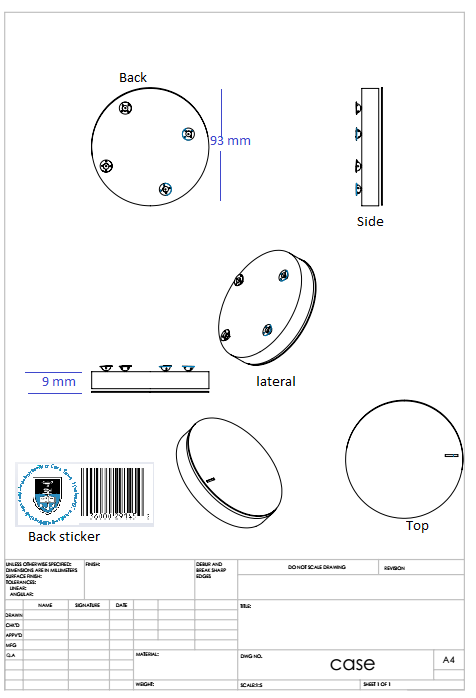 Back
93 mm
Side
lateral
9 mm
Back sticker
Top
UNLESS OTHERWISE SPECIFIED:
DIMENSIONS ARE IN MILLIMETERS
SURFACE FINISH:
TOLERANCES:
LINEAR:
ANGULAR:
FINISH:
DEBUR AND
BREAK SHARP
EDGES
DO NOT SCALE DRAWING
REVISION
NAME
SIGNATURE
DATE
TITLE:
DRAWN
CHK'D
APPV'D
MFG
Q.A
MATERIAL:
DWG NO.
case
A4
WEIGHT:
SCALE:1:5
SHEET 1 OF 1